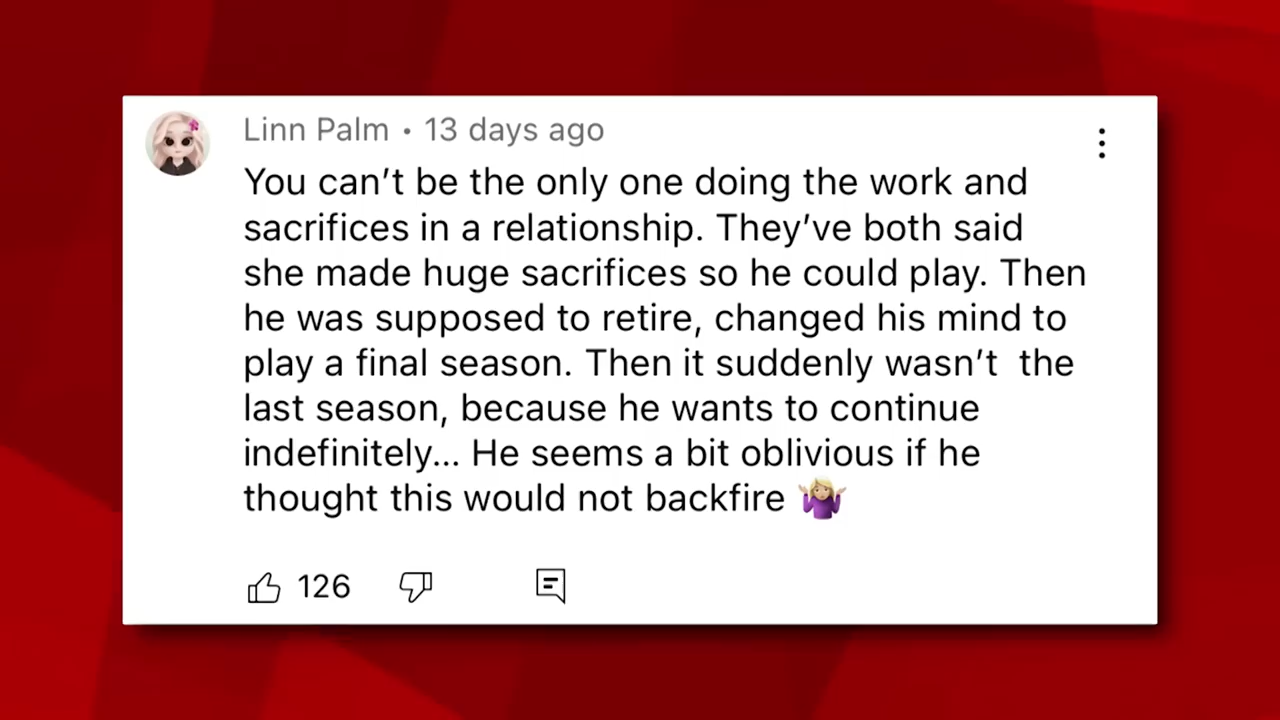 Linn Palm • 13 days ago
You can’t be the only one doing the work and
sacrifices in a relationship. They’ve both said
she made huge sacrifices so he could play. Then
he was supposed to retire, changed his mind to
play a final season. Then it suddenly wasn’t  the
last season, because he wants to continue
indefinitely... He seems a bit oblivious if he
thought this would not backfire 🤷🏼‍♀️
126